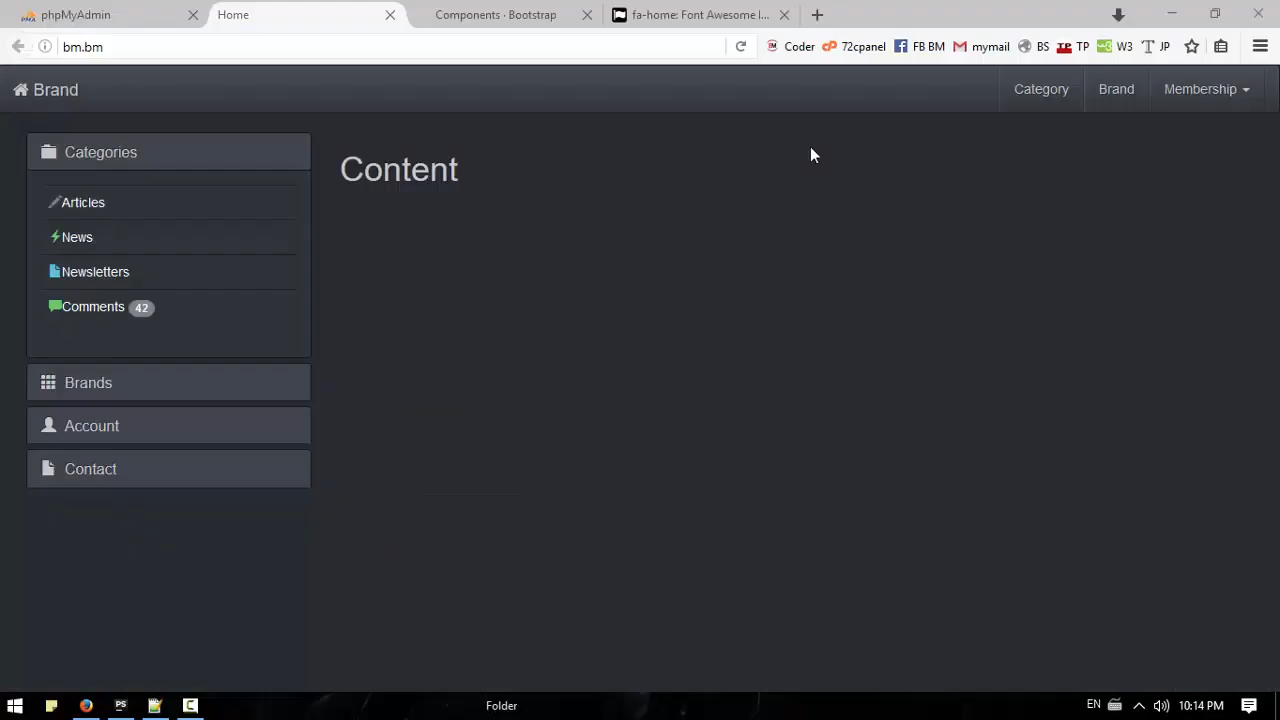 phpMyAdmin
Home
Components · Bootstrap
fa-home: Font Awesome I...
bm.bm
Coder
72cpanel
FB BM
mymail
BS
TP
W3
JP
Brand
Category
Brand
Membership
Categories
Articles
News
Newsletters
Comments 42
Brands
Account
Contact
Content
Folder
EN
10:14 PM